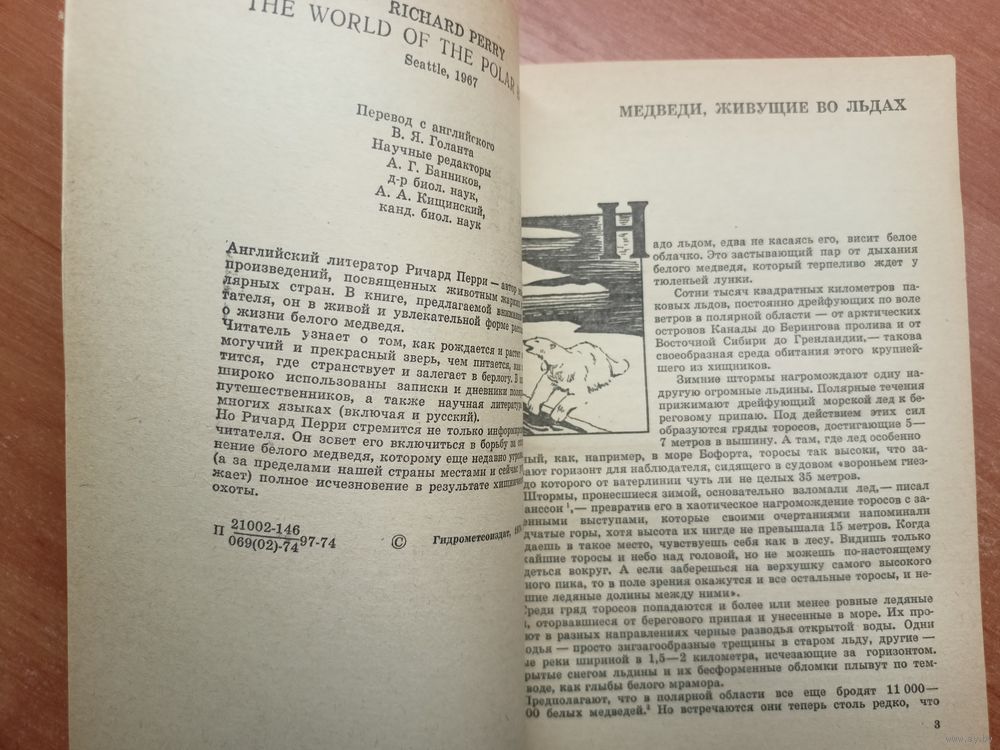 RICHARD PERRY
THE WORLD OF THE POLAR
Seattle, 1967
Перевод с английского
В. Я. Голанта
Научные редакторы
А. Г. Банников,
д-р биол. наук,
А. А. Кищинский,
канд. биол. наук
Английский литератор Ричард Перри — автор
произведений, посвященных животным жарких
лярных стран. В книге, предлагаемой
тателя, он в живой и увлекательной форме
о жизни белого медведя.
Читатель узнает о том, как рождается и растет
могучий и прекрасный зверь, чем питается,
тится, где странствует и залегает в берлогу. В
широко использованы записки и дневники
путешественников, а также научная литература
многих языках (включая и русский).
Но Ричард Перри стремится не только
читателя. Он зовет его включиться в борьбу за
нение белого медведя, которому еще недавно
(а за пределами нашей страны местами и сейчас
жает) полное исчезновение в результате
охоты.
П 21002-146
069(02)-74 97-74
© Гидрометеоиздат,
МЕДВЕДИ, ЖИВУЩИЕ ВО ЛЬДАХ
Н
адо льдом, едва не касаясь его, висит белое
облачко. Это застывающий пар от дыхания
белого медведя, который терпеливо ждет у
тюленьей лунки.
Сотни тысяч квадратных километров па-
ковых льдов, постоянно дрейфующих по воле
ветров в полярной области — от арктических
островов Канады до Берингова пролива и от
Восточной Сибири до Гренландии,— такова
своеобразная среда обитания этого крупней-
шего из хищников.
Зимние штормы нагромождают одну на
другую огромные льдины. Полярные течения
прижимают дрейфующий морской лед к бе-
реговому припаю. Под действием этих сил
образуются гряды торосов, достигающие 5—
7 метров в вышину. А там, где лед особенно
ный, как, например, в море Бофорта, торосы так высоки, что за-
ают горизонт для наблюдателя, сидящего в судовом «вороньем гнез-
до которого от ватерлинии чуть ли не целых 35 метров.
Штормы, пронесшиеся зимой, основательно взломали лед,— писал
ансссон ¹,— превратив его в хаотическое нагромождение торосов с за-
енными выступами, которые своими очертаниями напоминали
дчатые горы, хотя высота их нигде не превышала 15 метров. Когда
даешь в такое место, чувствуешь себя как в лесу. Видишь только
жайшие торосы и небо над головой, но не можешь по-настоящему
деться вокруг. А если заберешься на верхушку самого высокого
ного пика, то в поле зрения окажутся и все остальные торосы, и не-
шие ледяные долины между ними».
Среди гряд торосов попадаются и более или менее ровные ледяные
, оторвавшиеся от берегового припая и унесенные в море. Их про-
ют в разных направлениях черные разводья открытой воды. Одни
одья — просто зигзагообразные трещины в старом льду, другие —
ые реки шириной в 1,5—2 километра, исчезающие за горизонтом.
рытые снегом льдины и их бесформенные обломки плывут по тем-
воде, как глыбы белого мрамора.
Предполагают, что в полярной области все еще бродят 11 000—
00 белых медведей.² Но встречаются они теперь столь редко, что
3